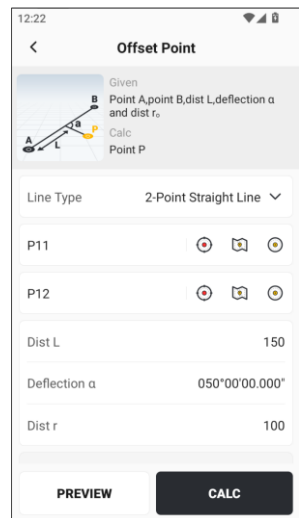 12:22
Offset Point
Given
Point A,point B,dist L,deflection α
and dist r。
Calc
Point P
B
a
P
A
L
Line Type 2-Point Straight Line
P11
P12
Dist L 150
Deflection α 050°00'00.000"
Dist r 100
PREVIEW CALC